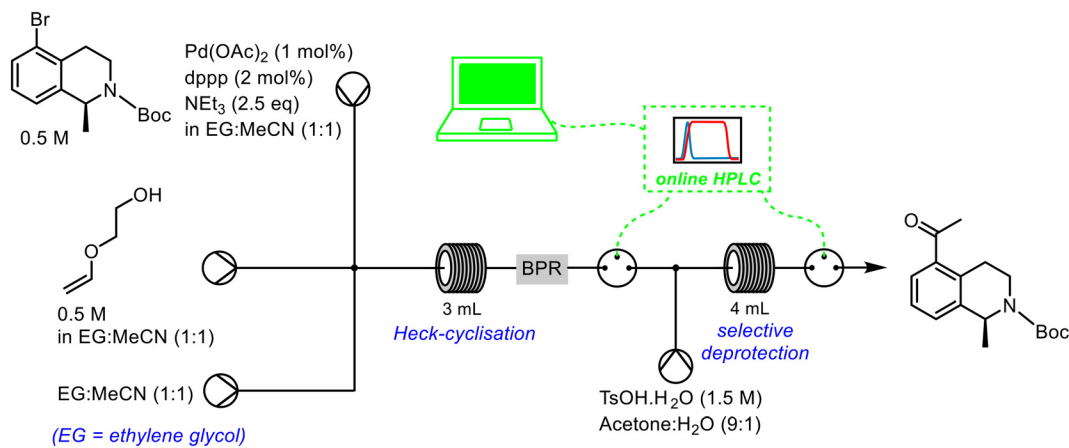 Br
N
Boc
0.5 M
Pd(OAc)2 (1 mol%)
dppp (2 mol%)
NEt3 (2.5 eq)
in EG:MeCN (1:1)
online HPLC
OH
O
0.5 M
in EG:MeCN (1:1)
EG:MeCN (1:1)
(EG = ethylene glycol)
3 mL
Heck-cyclisation
BPR
4 mL
selective
deprotection
TsOH.H2O (1.5 M)
Acetone:H2O (9:1)
O
N
Boc